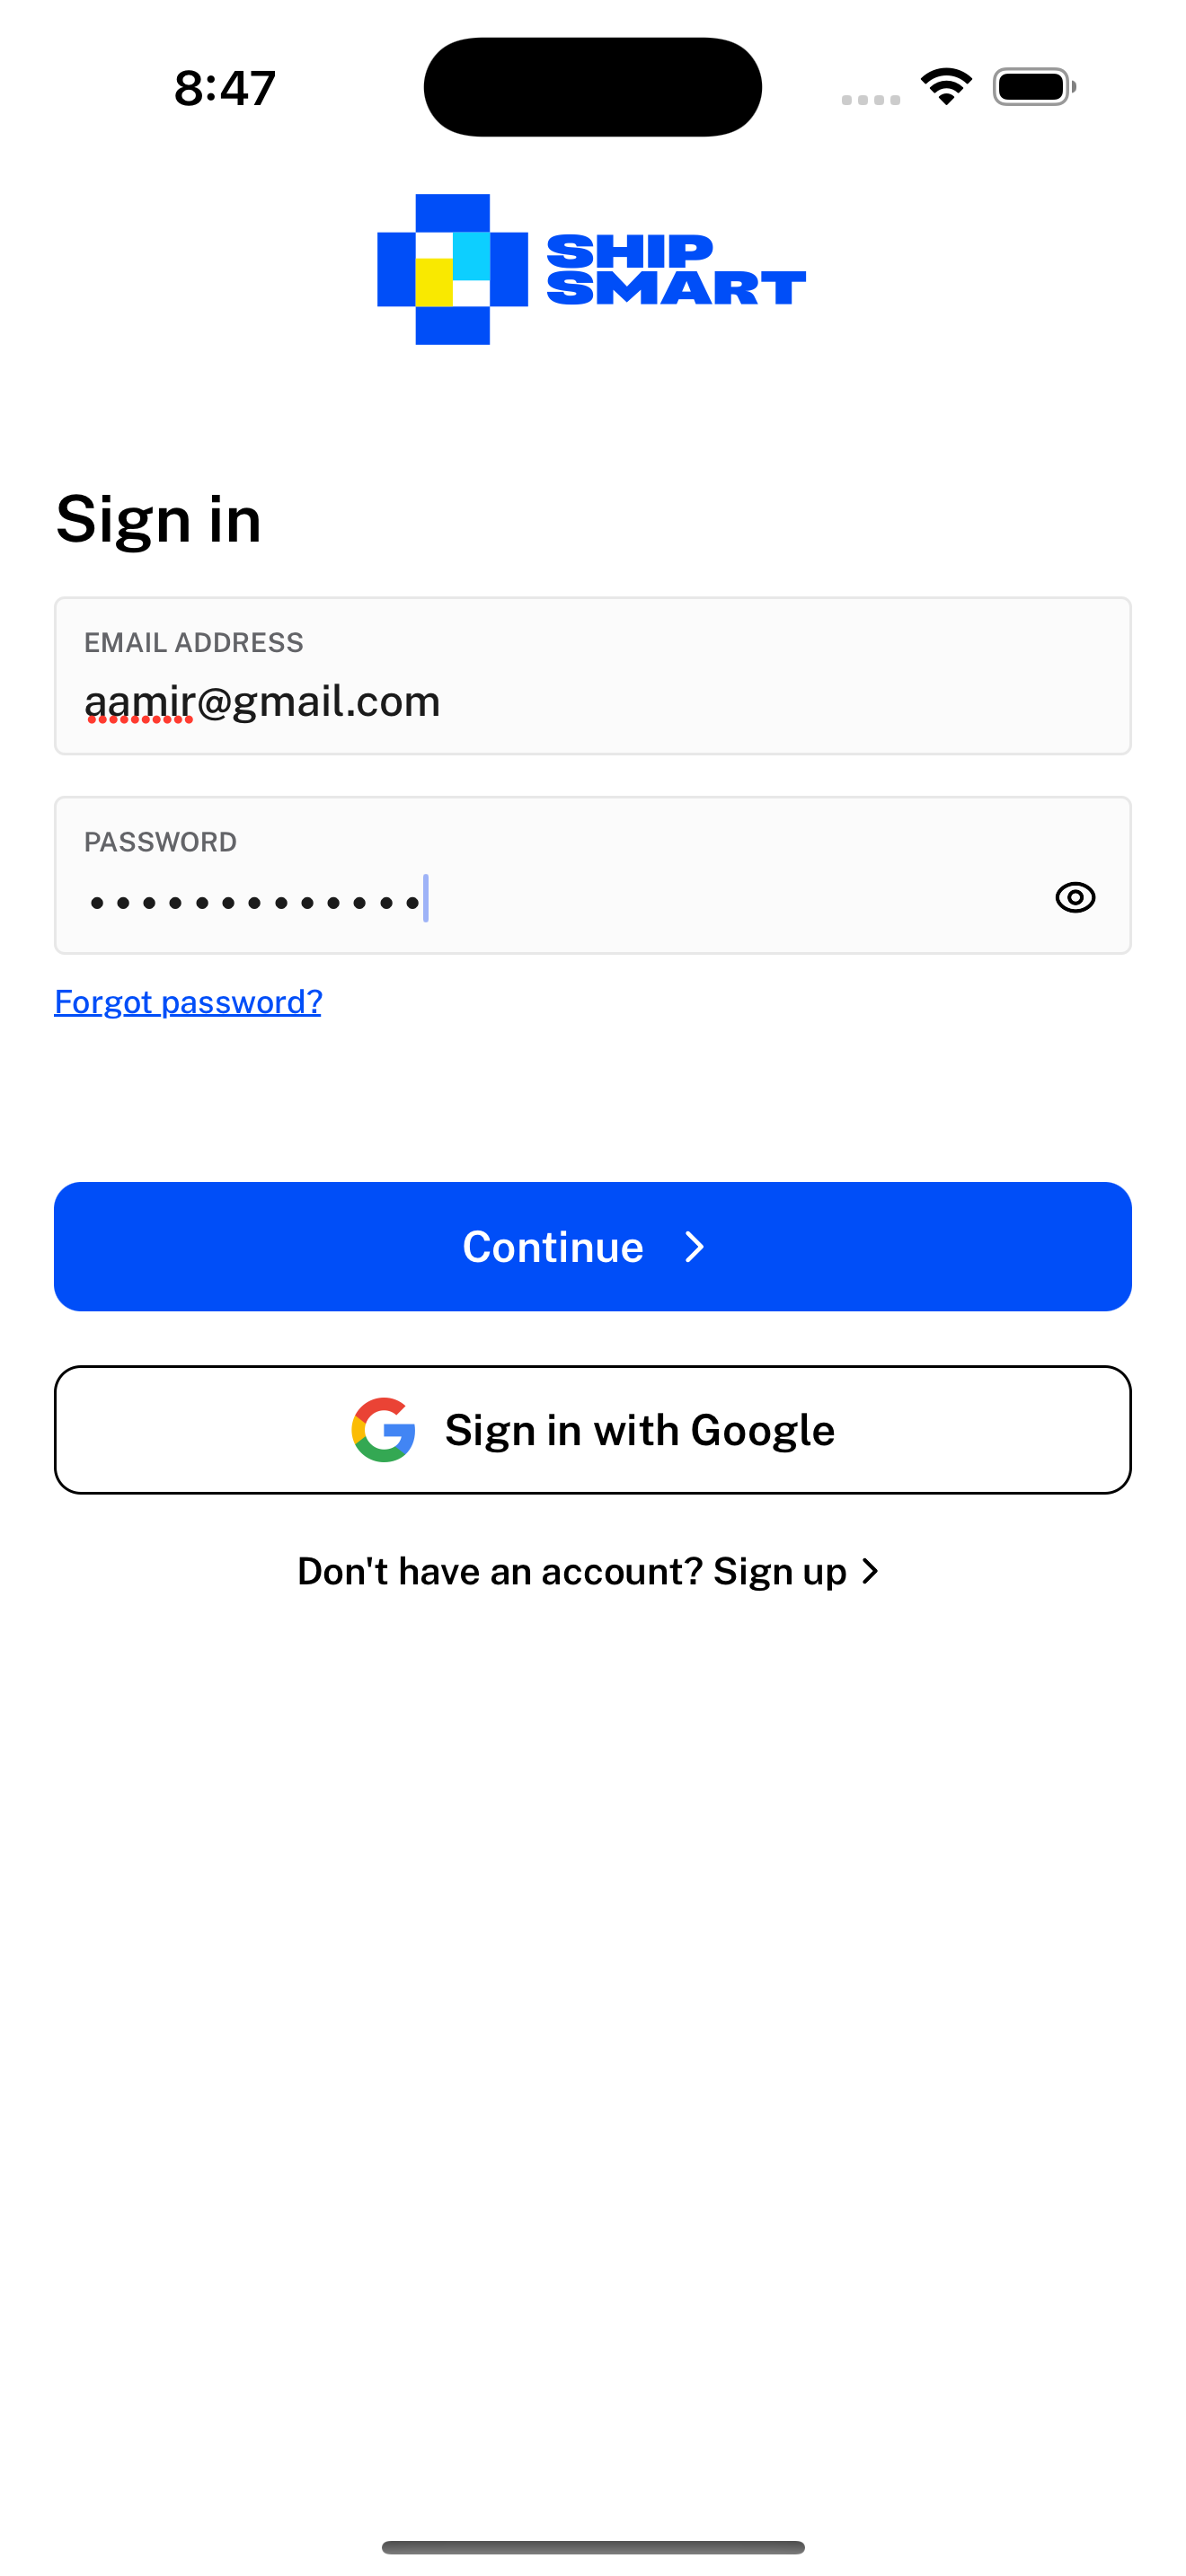 8:47
SHIP
SMART
Sign in
EMAIL ADDRESS
aamir@gmail.com
PASSWORD
•••••••••••••
Forgot password?
Continue
Sign in with Google
Don't have an account? Sign up